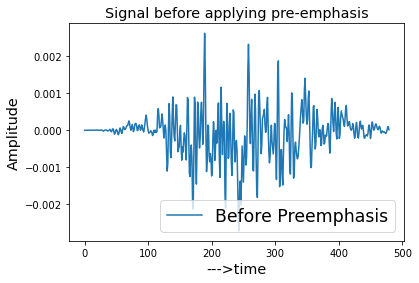 Signal before applying pre-emphasis
Amplitude
0.002
0.001
0.000
−0.001
−0.002
Before Preemphasis
0 100 200 300 400 500
--->time